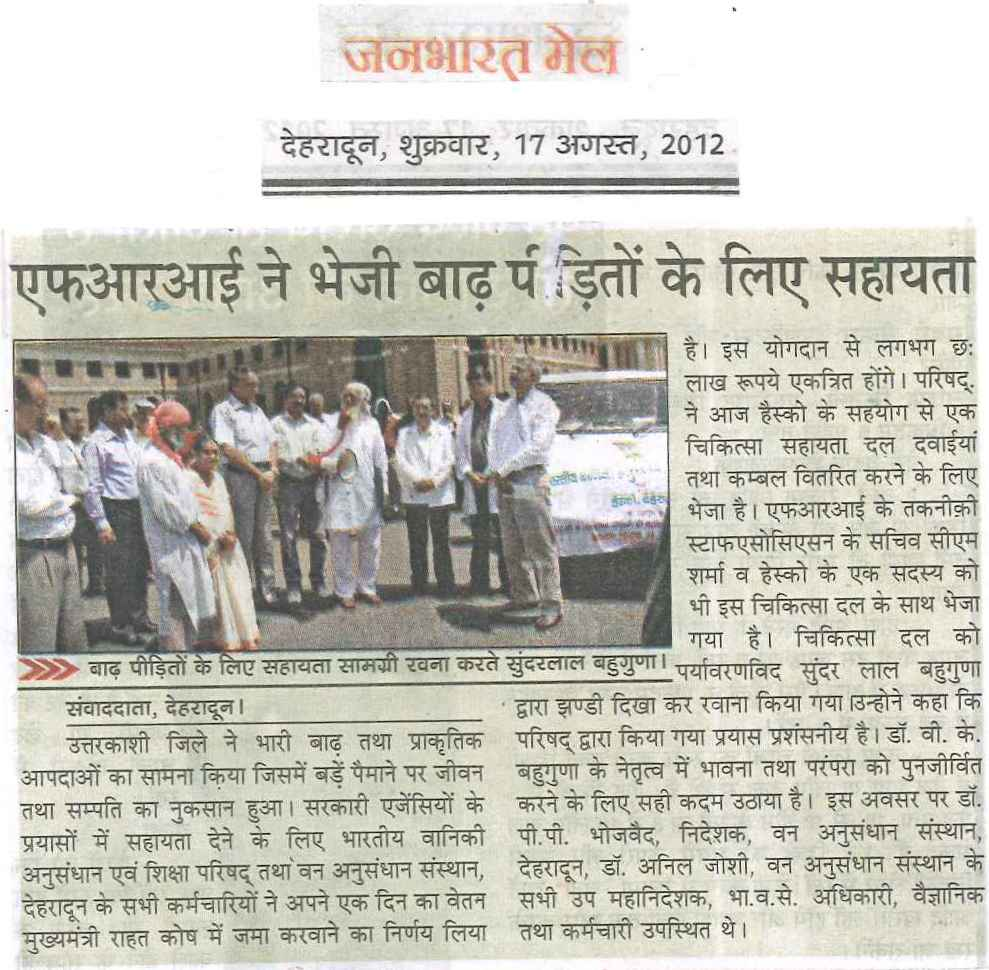 जनभारत मेल
देहरादून, शुक्रवार, 17 अगस्त, 2012
एफआरआई ने भेजी बाढ़ पीड़ितों के लिए सहायता
बाढ़ पीड़ितों के लिए सहायता सामग्री रवना करते सुंदरलाल बहुगुणा।
संवाददाता, देहरादून।
उत्तरकाशी जिले ने भारी बाढ़ तथा प्राकृतिक
आपदाओं का सामना किया जिसमें बड़ें पैमाने पर जीवन
तथा सम्पति का नुकसान हुआ। सरकारी एजेंसियों के
प्रयासों में सहायता देने के लिए भारतीय वानिकी
अनुसंधान एवं शिक्षा परिषद् तथा वन अनुसंधान संस्थान,
देहरादून के सभी कर्मचारियों ने अपने एक दिन का वेतन
मुख्यमंत्री राहत कोष में जमा करवाने का निर्णय लिया
है। इस योगदान से लगभग छः
लाख रूपये एकत्रित होंगे। परिषद्
ने आज हैस्को के सहयोग से एक
चिकित्सा सहायता दल दवाईयां
तथा कम्बल वितरित करने के लिए
भेजा है। एफआरआई के तकनीकी
स्टाफएसोसिएसन के सचिव सीएम
शर्मा व हेस्को के एक सदस्य को
भी इस चिकित्सा दल के साथ भेजा
गया है। चिकित्सा दल को
पर्यावरणविद सुंदर लाल बहुगुणा
द्वारा झण्डी दिखा कर रवाना किया गया।उन्होने कहा कि
परिषद् द्वारा किया गया प्रयास प्रशंसनीय है। डॉ. वी. के.
बहुगुणा के नेतृत्व में भावना तथा परंपरा को पुनजीर्वित
करने के लिए सही कदम उठाया है। इस अवसर पर डॉ.
पी.पी. भोजवैद, निदेशक, वन अनुसंधान संस्थान,
देहरादून, डॉ. अनिल जोशी, वन अनुसंधान संस्थान के
सभी उप महानिदेशक, भा.व.से. अधिकारी, वैज्ञानिक
तथा कर्मचारी उपस्थित थे।